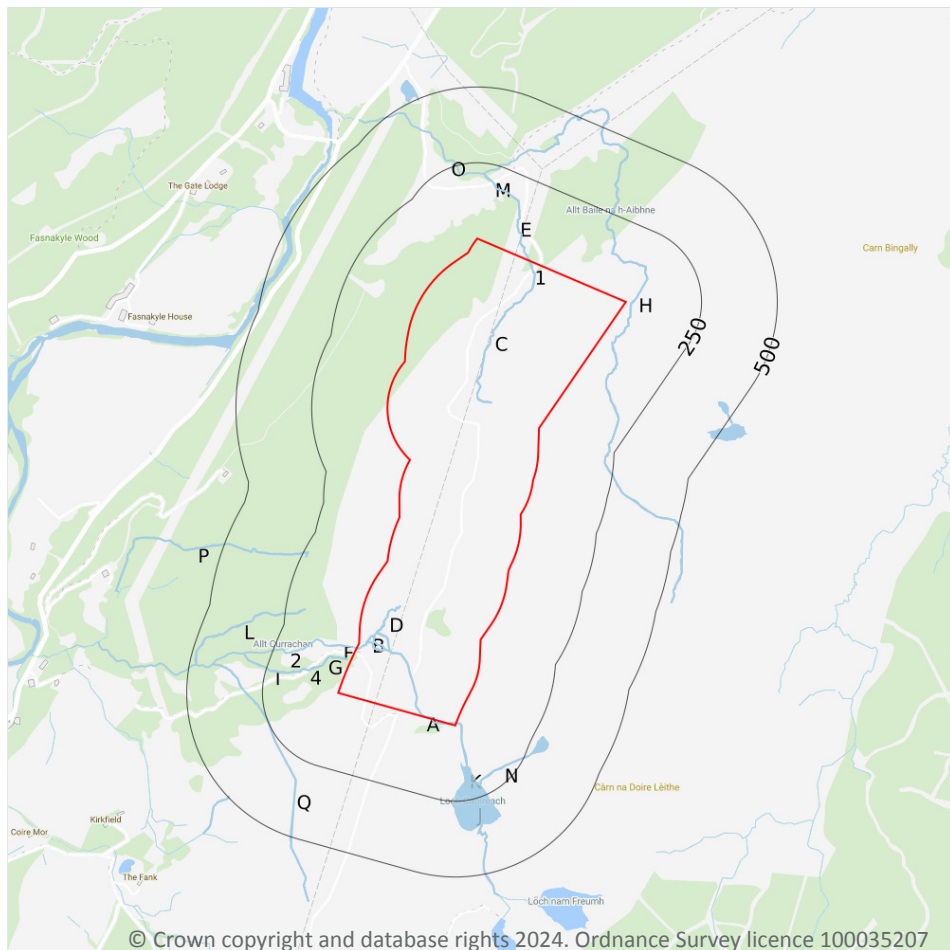 O
The Gate Lodge
M
Allt Baile na h-Aibhne
E
Fasnakyle Wood
Carn Bingally
1
H
Fasnakyle House
250
C
500
P
D
L
Allt Currachan
B
F
2
G
4
I
A
N
K
Cárn na Doire Lèithe
Loch
Q
Kirkfield
Coire Mor
The Fank
Loch nam Freumh
© Crown copyright and database rights 2024. Ordnance Survey licence 100035207